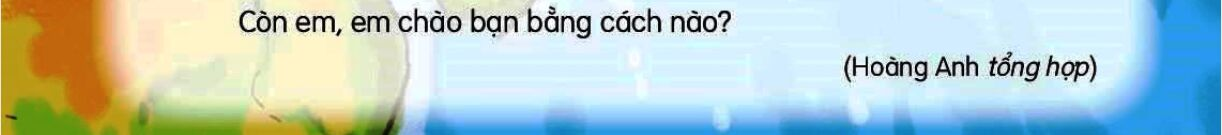 Còn em, em chào bạn bằng cách nào?
(Hoàng Anh tổng hợp)